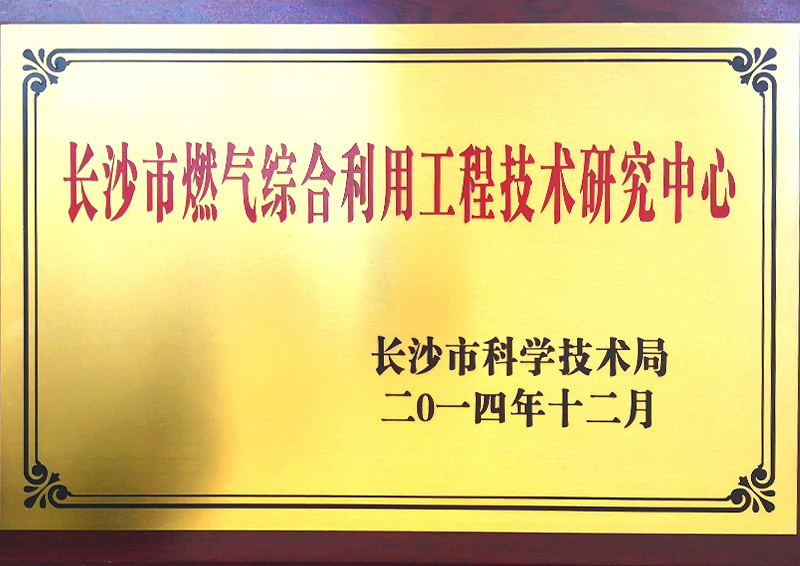 长沙市燃气综合利用工程技术研究中心
长沙市科学技术局
二0一四年十二月